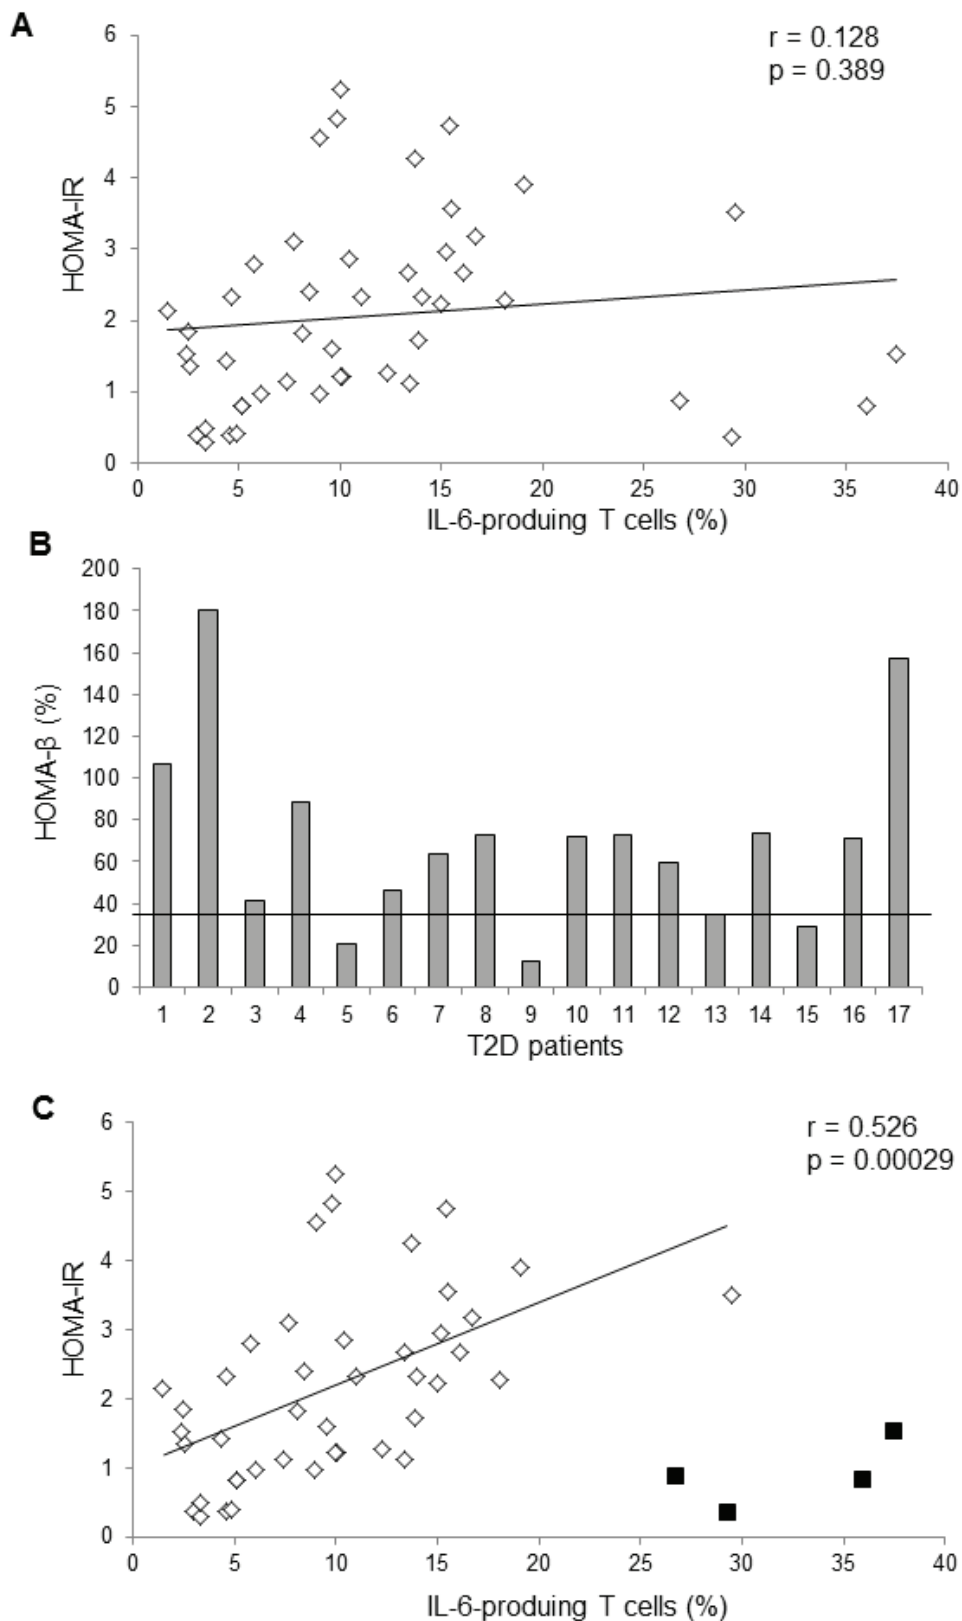 A
r = 0.128
p = 0.389
6
5
4
3
2
1
0
HOMA-IR
0 5 10 15 20 25 30 35 40
IL-6-produing T cells (%)
B
200
180
160
140
120
100
80
60
40
20
0
HOMA-β (%)
1 2 3 4 5 6 7 8 9 10 11 12 13 14 15 16 17
T2D patients
C
r = 0.526
p = 0.00029
6
5
4
3
2
1
0
HOMA-IR
0 5 10 15 20 25 30 35 40
IL-6-produing T cells (%)